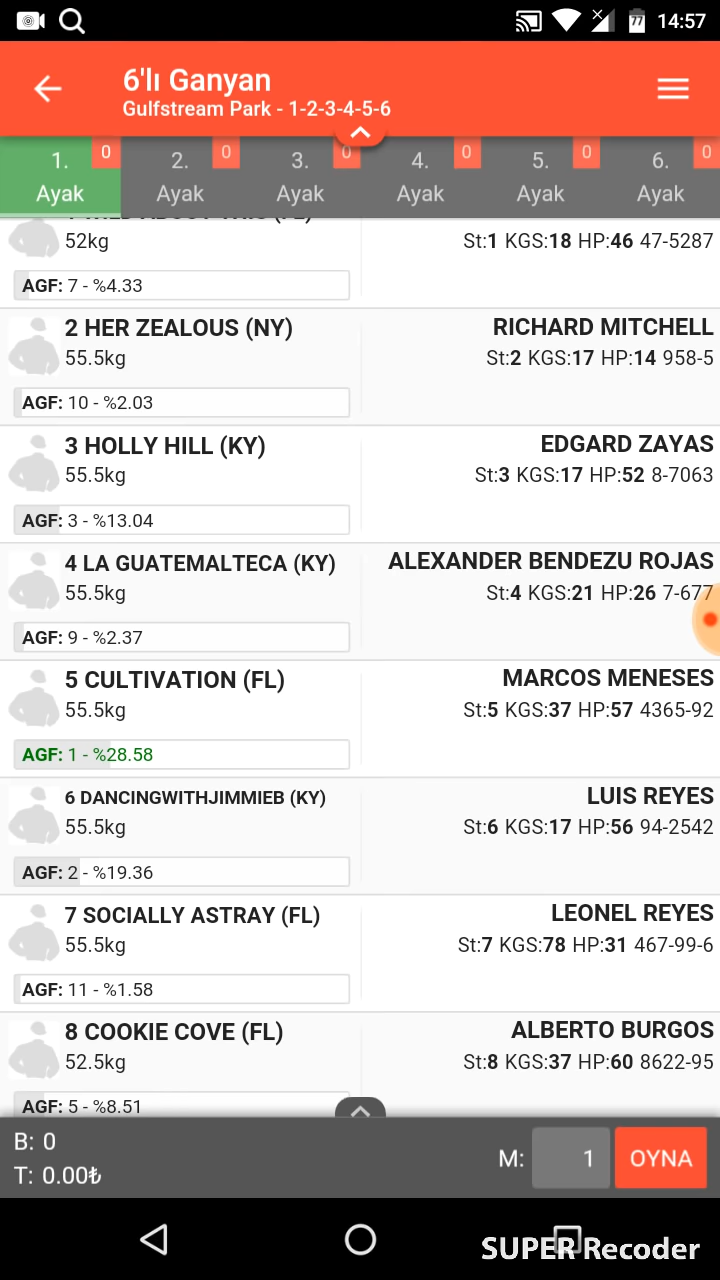 14:57
77
6'lı Ganyan
Gulfstream Park - 1-2-3-4-5-6
1. 0 2. 0 3. 0 4. 0 5. 0 6. 0
Ayak Ayak Ayak Ayak Ayak Ayak
52kg St:1 KGS:18 HP:46 47-5287
AGF: 7 - %4.33
2 HER ZEALOUS (NY) RICHARD MITCHELL
55.5kg St:2 KGS:17 HP:14 958-5
AGF: 10 - %2.03
3 HOLLY HILL (KY) EDGARD ZAYAS
55.5kg St:3 KGS:17 HP:52 8-7063
AGF: 3 - %13.04
4 LA GUATEMALTECA (KY) ALEXANDER BENDEZU ROJAS
55.5kg St:4 KGS:21 HP:26 7-677
AGF: 9 - %2.37
5 CULTIVATION (FL) MARCOS MENESES
55.5kg St:5 KGS:37 HP:57 4365-92
AGF: 1 - %28.58
6 DANCINGWITHJIMMIEB (KY) LUIS REYES
55.5kg St:6 KGS:17 HP:56 94-2542
AGF: 2 - %19.36
7 SOCIALLY ASTRAY (FL) LEONEL REYES
55.5kg St:7 KGS:78 HP:31 467-99-6
AGF: 11 - %1.58
8 COOKIE COVE (FL) ALBERTO BURGOS
52.5kg St:8 KGS:37 HP:60 8622-95
AGF: 5 - %8.51
B: 0
T: 0.00₺
M: 1 OYNA
SUPER Recoder